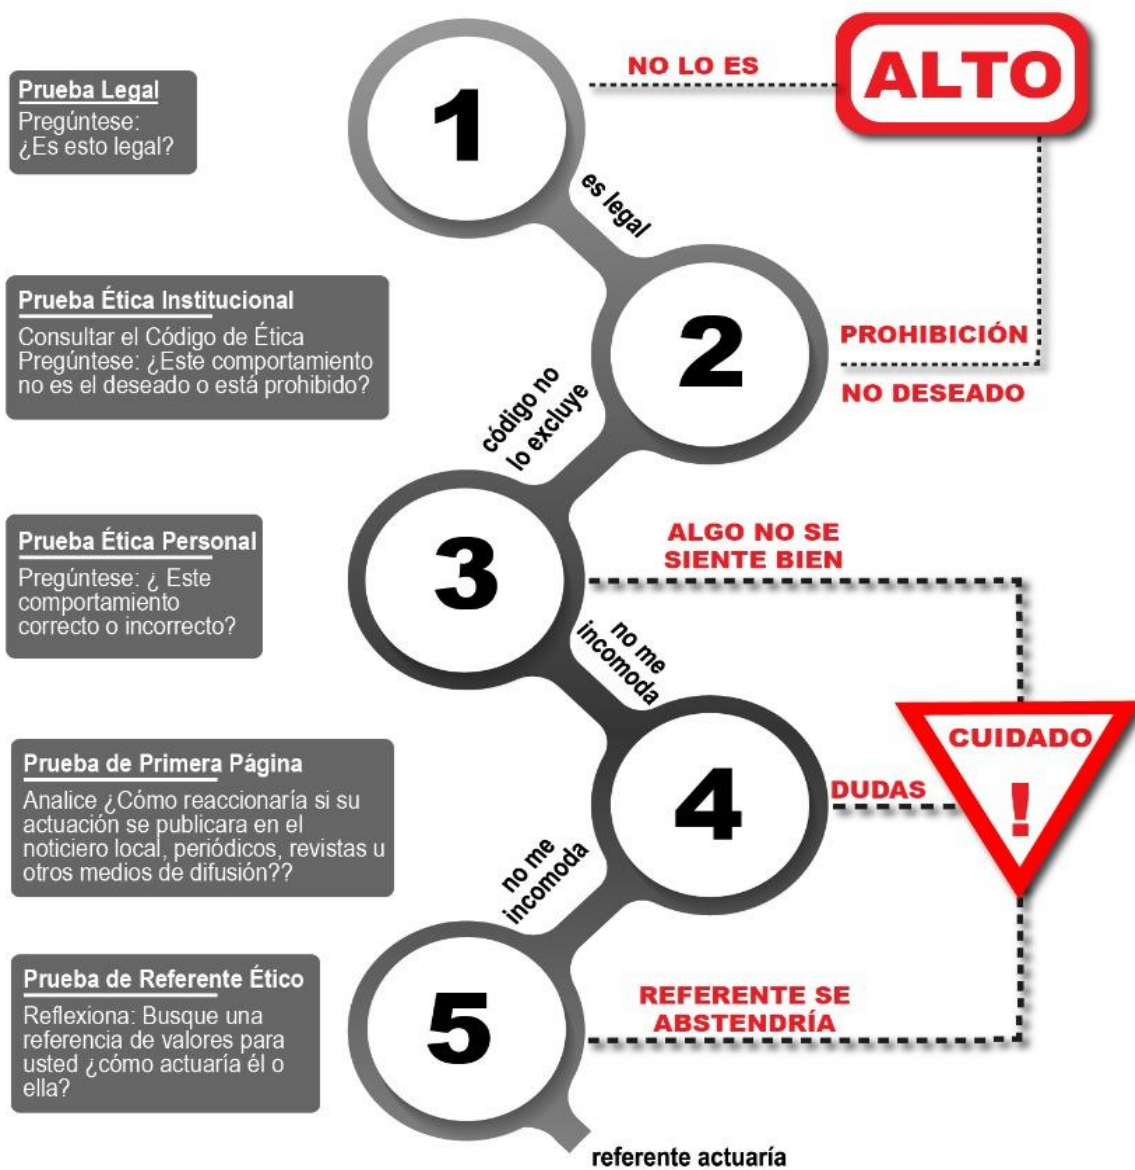 NO LO ES
ALTO
Prueba Legal
Pregúntese:
¿Es esto legal?
1
es legal
Prueba Ética Institucional
Consultar el Código de Ética
Pregúntese: ¿Este comportamiento
no es el deseado o está prohibido?
2
PROHIBICIÓN
NO DESEADO
código no
lo excluye
Prueba Ética Personal
Pregúntese: ¿ Este
comportamiento
correcto o incorrecto?
3
ALGO NO SE
SIENTE BIEN
no me
incomoda
Prueba de Primera Página
Analice ¿Cómo reaccionaría si su
actuación se publicara en el
noticiero local, periódicos, revistas u
otros medios de difusión??
4
DUDAS
CUIDADO
!
no me
incomoda
Prueba de Referente Ético
Reflexiona: Busque una
referencia de valores para
usted ¿cómo actuaría él o
ella?
5
REFERENTE SE
ABSTENDRÍA
referente actuaría